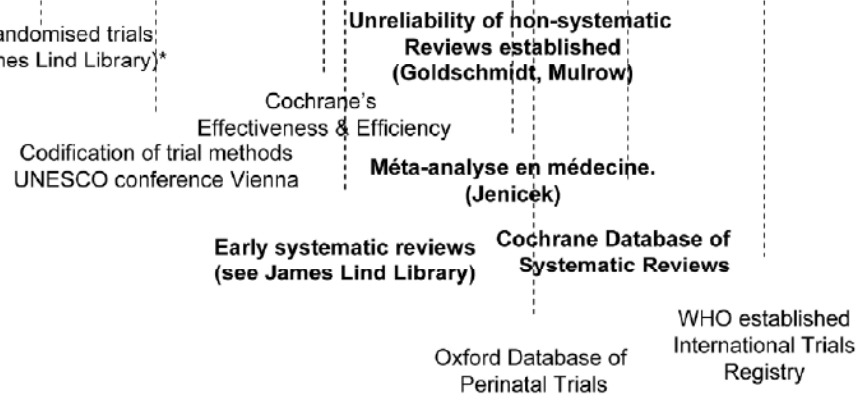 andomised trials
nes Lind Library)*
Unreliability of non-systematic
Reviews established
(Goldschmidt, Mulrow)
Cochrane's
Effectiveness & Efficiency
Codification of trial methods
UNESCO conference Vienna
Méta-analyse en médecine.
(Jenicek)
Early systematic reviews
(see James Lind Library)
Cochrane Database of
Systematic Reviews
WHO established
International Trials
Registry
Oxford Database of
Perinatal Trials